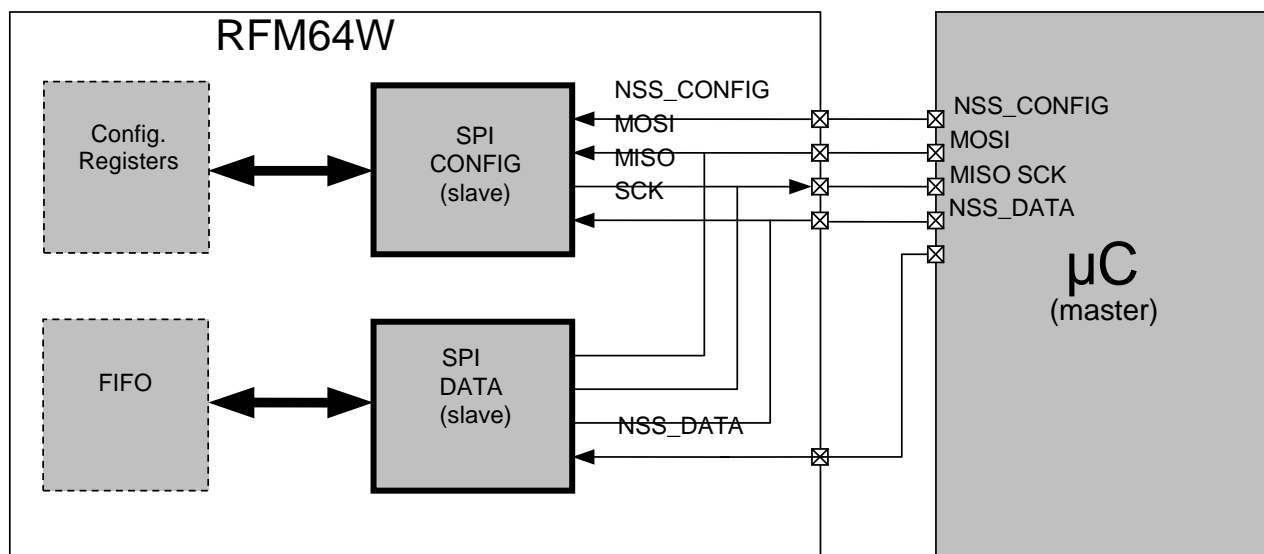 RFM64W
Config.
Registers
SPI
CONFIG
(slave)
NSS_CONFIG
MOSI
MISO
SCK
NSS_CONFIG
MOSI
MISO SCK
NSS_DATA
µC
(master)
FIFO
SPI
DATA
(slave)
NSS_DATA